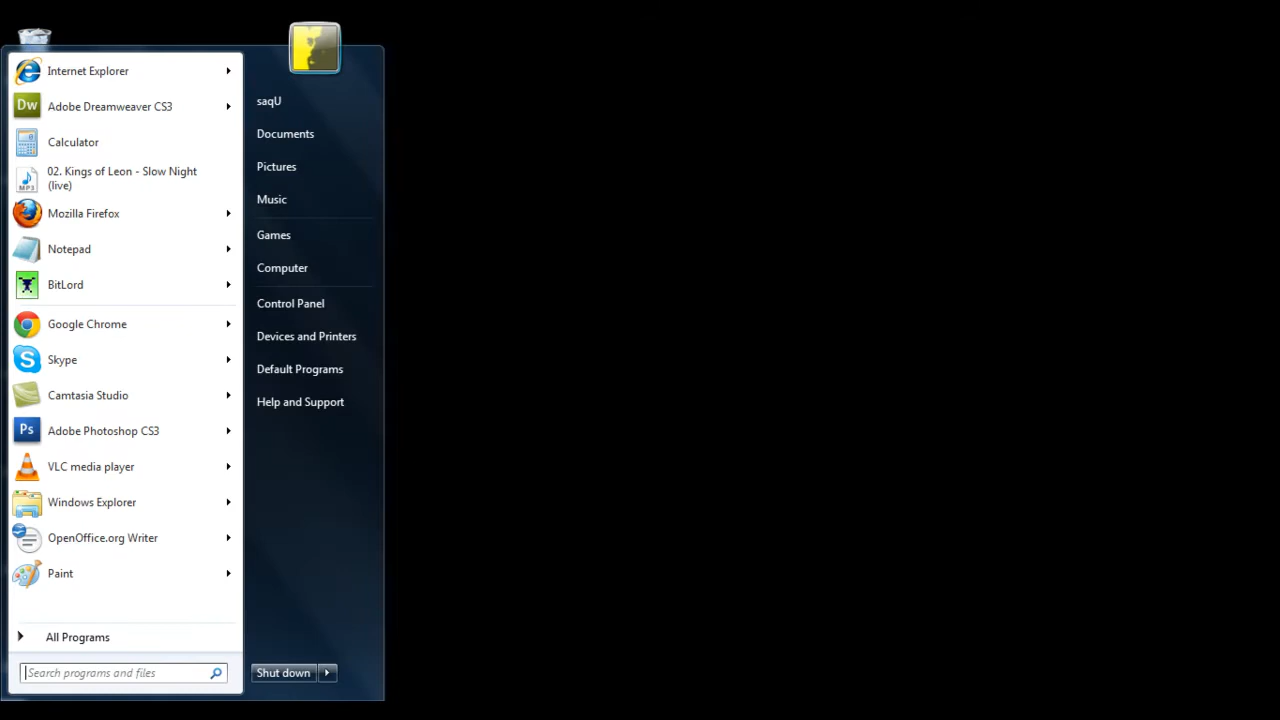 Internet Explorer
Dw Adobe Dreamweaver CS3
Calculator
MP3 02. Kings of Leon - Slow Night
(live)
Mozilla Firefox
Notepad
BitLord
Google Chrome
S Skype
Camtasia Studio
Ps Adobe Photoshop CS3
VLC media player
Windows Explorer
OpenOffice.org Writer
Paint
All Programs
Search programs and files
saqU
Documents
Pictures
Music
Games
Computer
Control Panel
Devices and Printers
Default Programs
Help and Support
Shut down